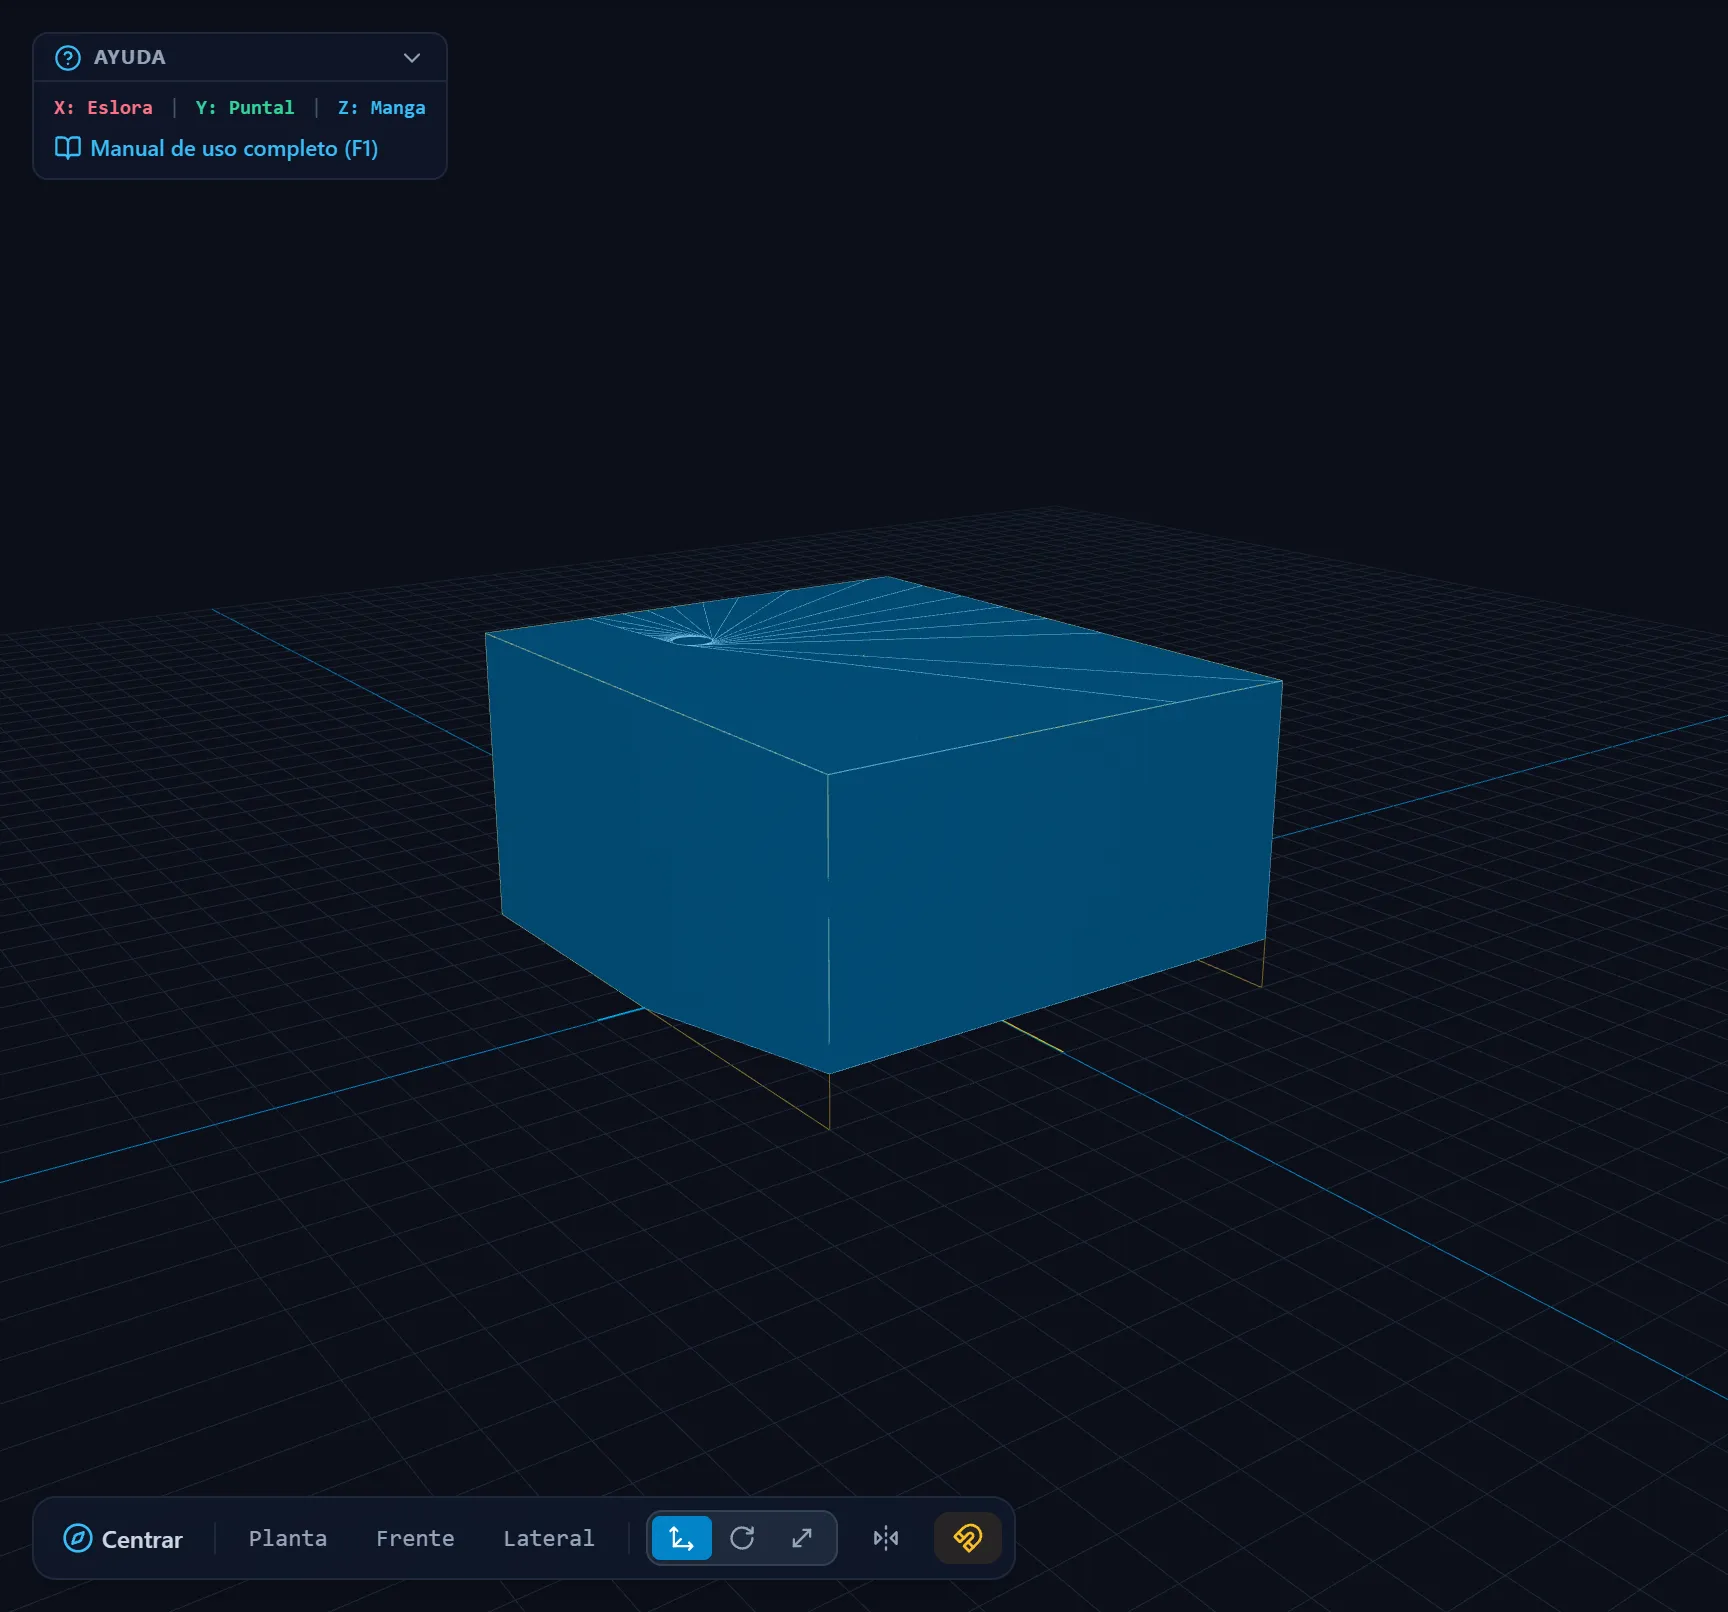 AYUDA
X: Eslora | Y: Puntal | Z: Manga
Manual de uso completo (F1)
Centrar Planta Frente Lateral